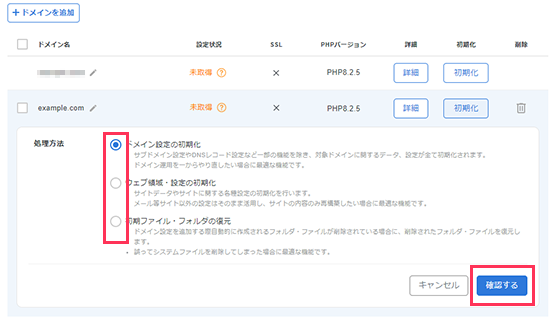 + ドメインを追加
ドメイン名 設定状況 SSL PHPバージョン 詳細 初期化 削除
未取得 ? × PHP8.2.5 詳細 初期化
example.com 未取得 ? × PHP8.2.5 詳細 初期化
処理方法 ドメイン設定の初期化
サブドメイン設定やDNSレコード設定など一部の機能を除き、対象ドメインに関するデータ、設定が全て初期化されます。
ドメイン運用を一からやり直したい場合に最適な機能です。
ウェブ領域・設定の初期化
サイトデータやサイトに関する各種設定の初期化を行います。
メール等サイト以外の設定はそのまま活用し、サイトの内容のみ再構築したい場合に最適な機能です。
初期ファイル・フォルダの復元
ドメイン設定を追加する際自動的に作成されるフォルダ・ファイルが削除されている場合に、削除されたフォルダ・ファイルを復元し
ます。
• 誤ってシステムファイルを削除してしまった場合に最適な機能です。
キャンセル 確認する